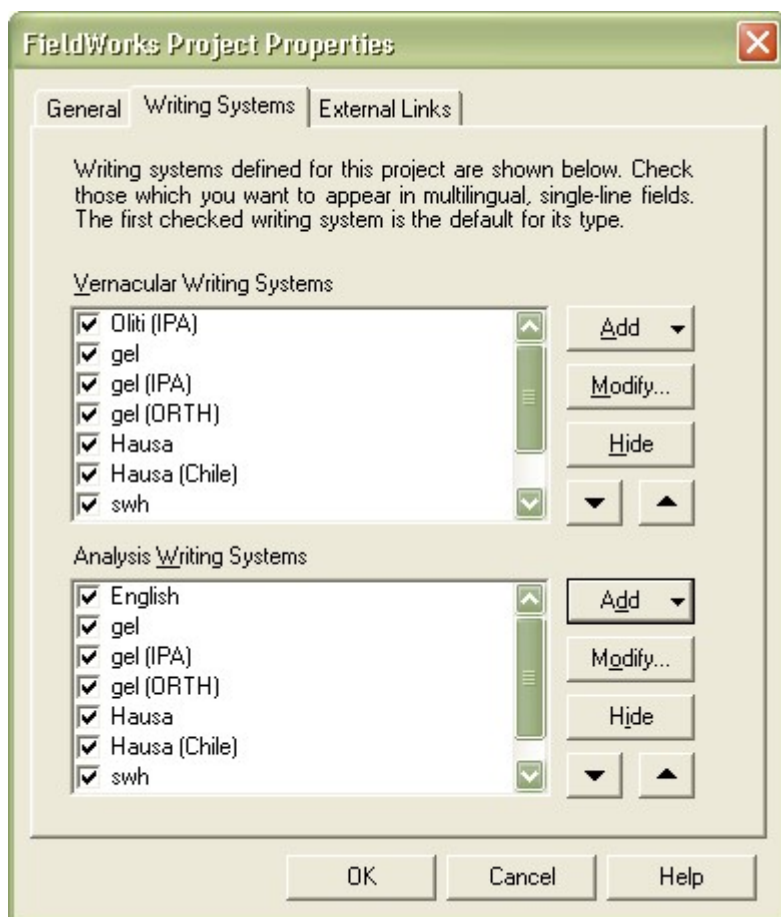 FieldWorks Project Properties
General Writing Systems External Links
Writing systems defined for this project are shown below. Check
those which you want to appear in multilingual, single-line fields.
The first checked writing system is the default for its type.
Vernacular Writing Systems
Oliti (IPA)
gel
gel (IPA)
gel (ORTH)
Hausa
Hausa (Chile)
swh
Add
Modify...
Hide
Analysis Writing Systems
English
gel
gel (IPA)
gel (ORTH)
Hausa
Hausa (Chile)
swh
Add
Modify...
Hide
OK Cancel Help